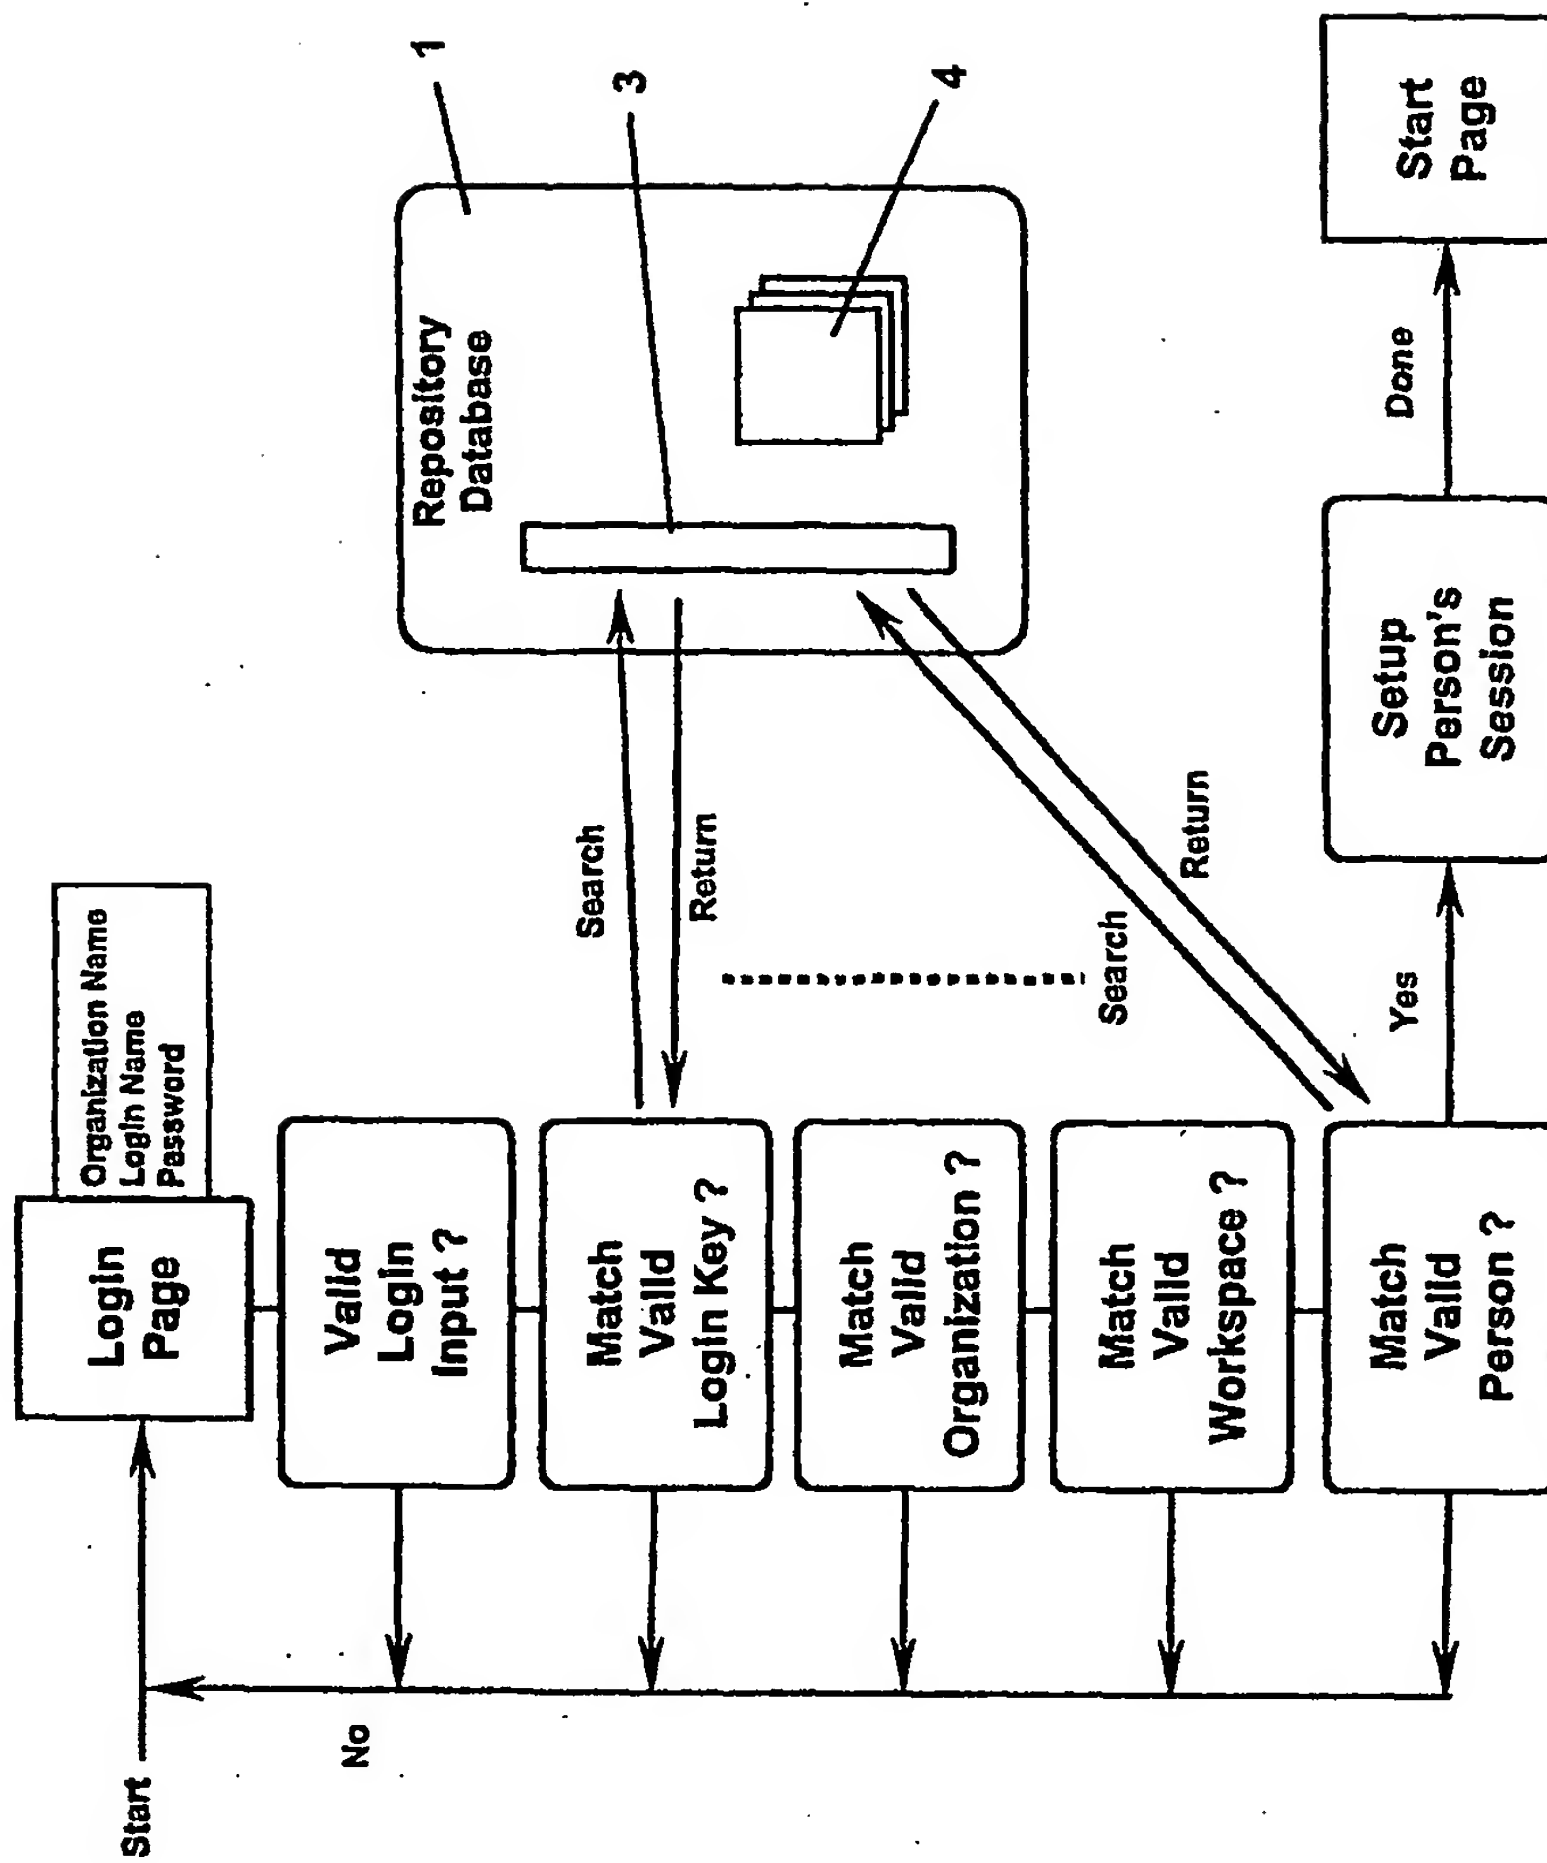 Start
No
Login
Page
Organization Name
Login Name
Password
Valid
Login
Input ?
Match
Valid
Login Key ?
Match
Valid
Organization ?
Match
Valid
Workspace ?
Match
Valid
Person ?
Search
Return
Search
Return
Repository
Database
1
3
4
Yes
Setup
Person's
Session
Done
Start
Page